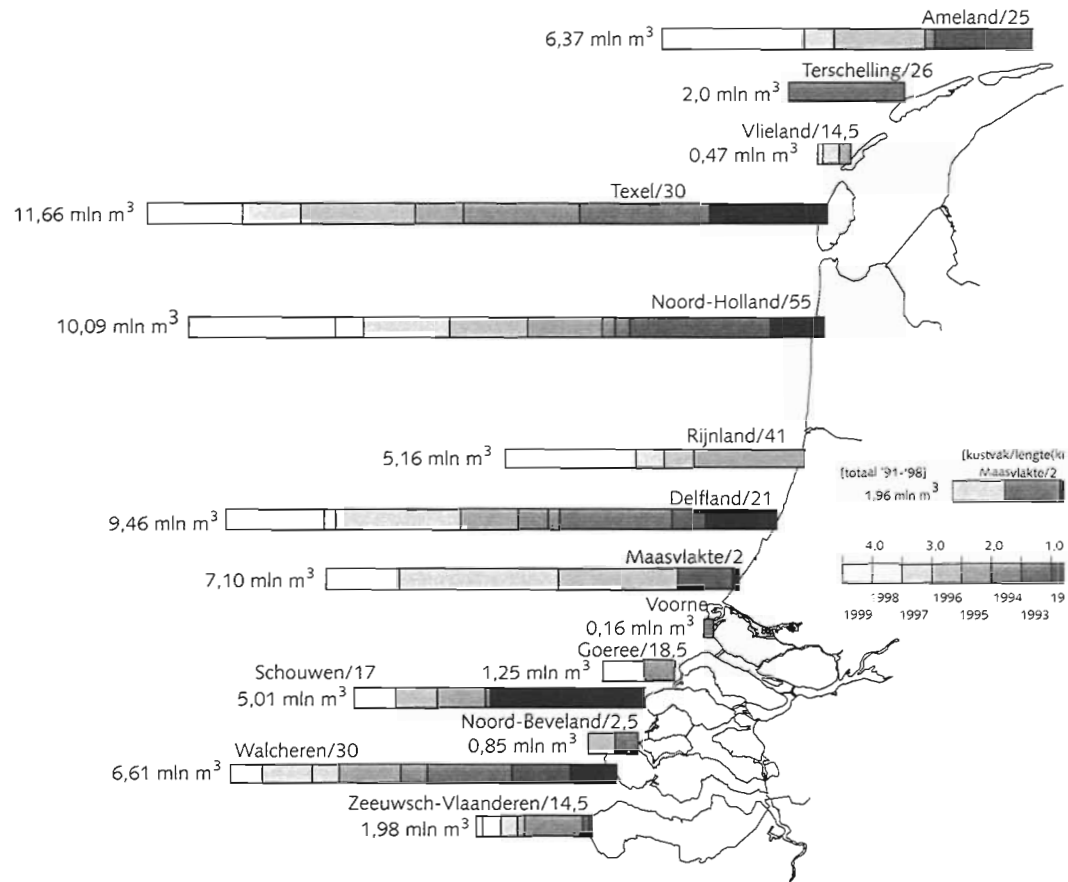 Ameland/25
6,37 mln m³
Terschelling/26
2,0 mln m³
Vlieland/14,5
0,47 mln m³
Texel/30
11,66 mln m³
Noord-Holland/55
10,09 mln m³
Rijnland/41
5,16 mln m³
[kustvak/lengte(k
[totaal '91-'98]
Maasvlakte/2
1,96 mln m³
Delfland/21
9,46 mln m³
4,0 3,0 2,0 1,0
Maasvlakte/2
7,10 mln m³
1998 1996 1994 19
1999 1997 1995 1993
Voorne
0,16 mln m³
Goeree/18,5
1,25 mln m³
Schouwen/17
5,01 mln m³
Noord-Beveland/2,5
0,85 mln m³
Walcheren/30
6,61 mln m³
Zeeuwsch-Vlaanderen/14,5
1,98 mln m³